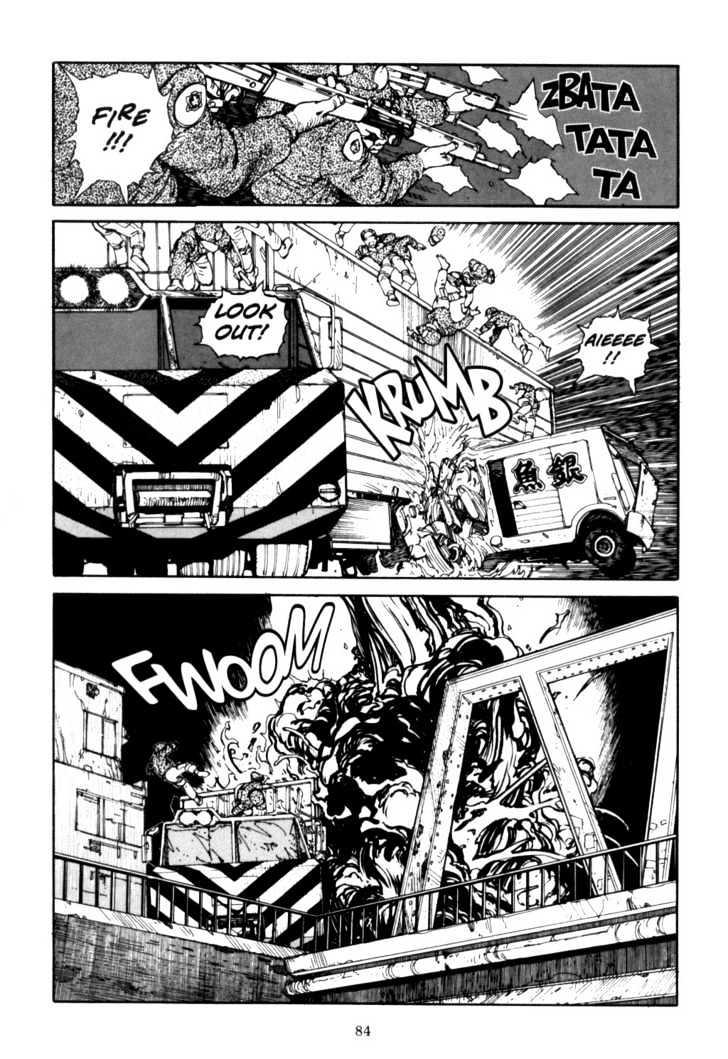 FIRE
!!!
ZBATA
TATA
TA
LOOK
OUT!
AIEEEE
!!
KRUMB
魚銀
FWOOM
84